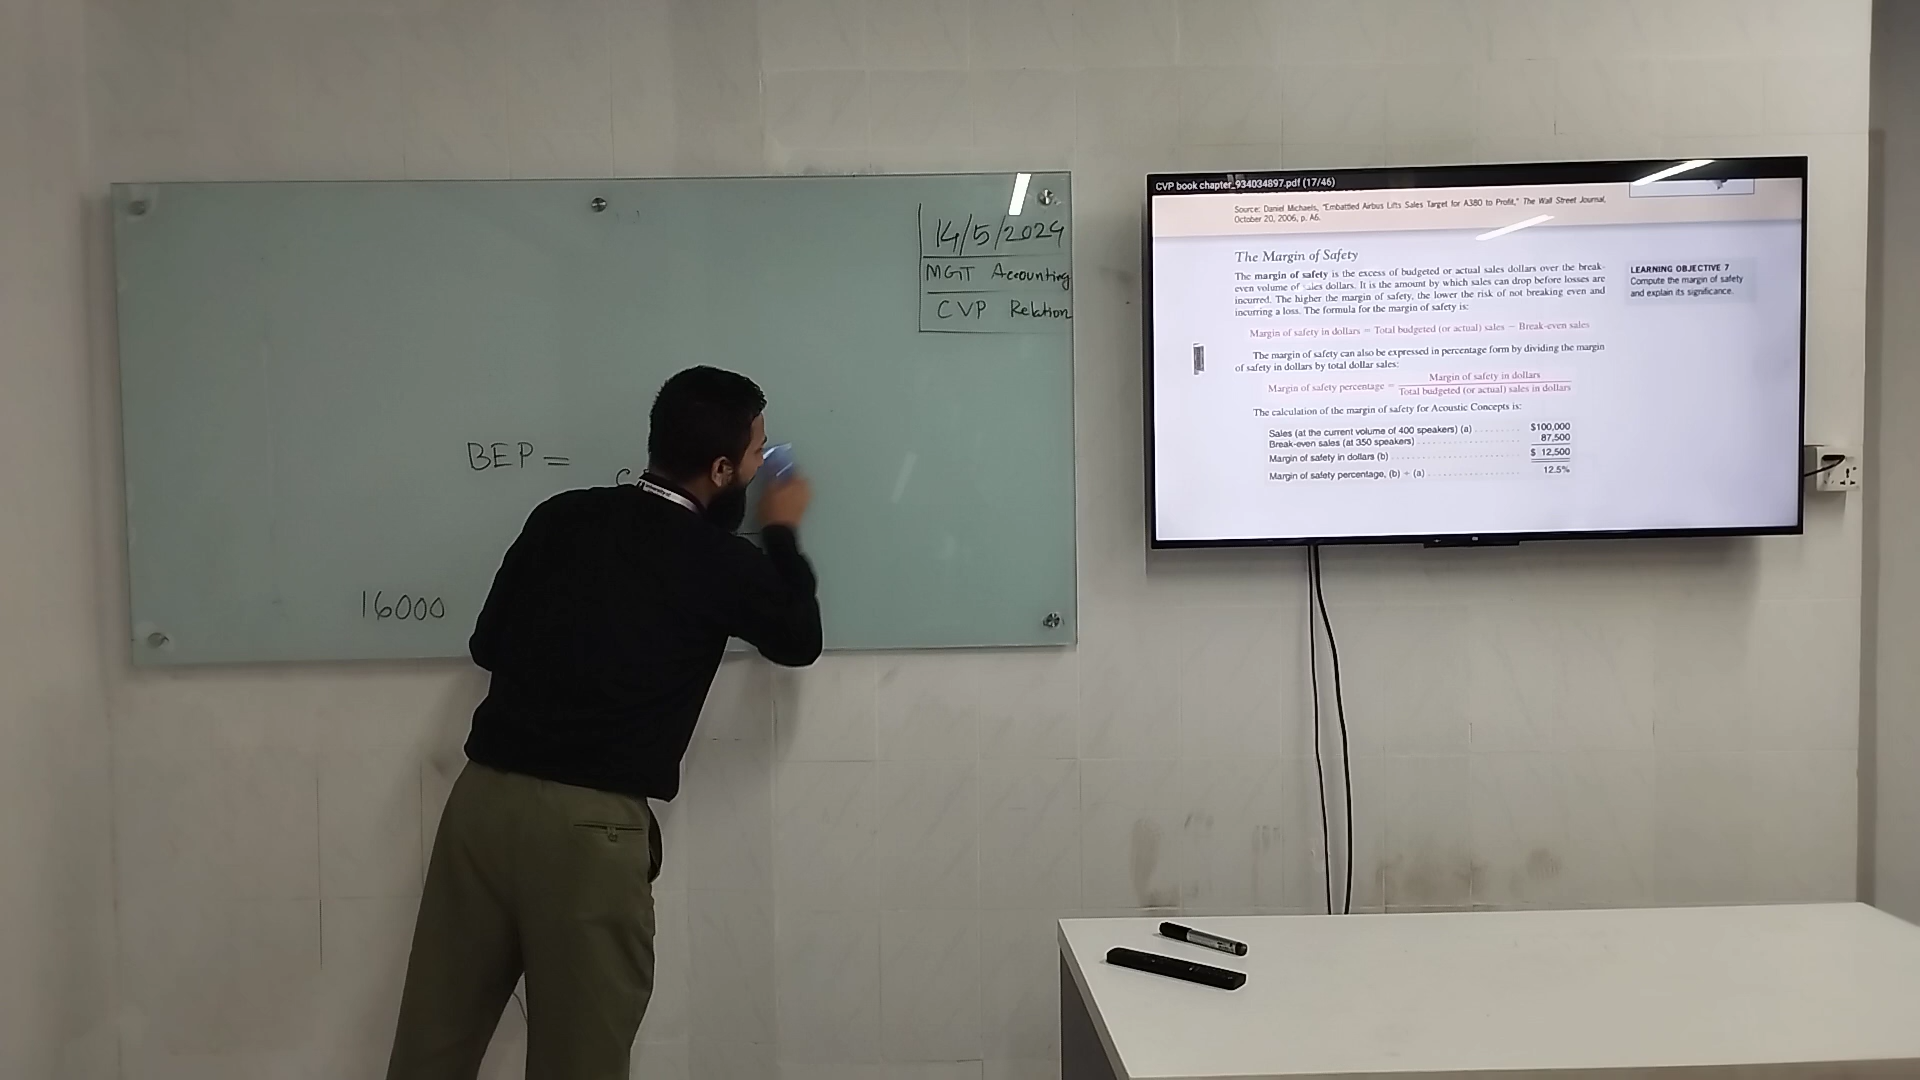 14/5/2024
MGT Accounting
CVP Relation
BEP =
C
16000
CVP book chapter_934034897.pdf (17/46)
Source: Daniel Michaels, "Embattled Airbus Lifts Sales Target for A380 to Profit," The Wall Street Journal,
October 20, 2006, p. A6.
The Margin of Safety
The margin of safety is the excess of budgeted or actual sales dollars over the break-
even volume of sales dollars. It is the amount by which sales can drop before losses are
incurred. The higher the margin of safety, the lower the risk of not breaking even and
incurring a loss. The formula for the margin of safety is:
Margin of safety in dollars = Total budgeted (or actual) sales − Break-even sales
The margin of safety can also be expressed in percentage form by dividing the margin
of safety in dollars by total dollar sales:
Margin of safety percentage = Margin of safety in dollars
Total budgeted (or actual) sales in dollars
The calculation of the margin of safety for Acoustic Concepts is:
Sales (at the current volume of 400 speakers) (a) . . . . . . . . $100,000
Break-even sales (at 350 speakers) . . . . . . . . . . . . . . . . 87,500
Margin of safety in dollars (b) . . . . . . . . . . . . . . . . . . . $ 12,500
Margin of safety percentage, (b) ÷ (a) . . . . . . . . . . . . . . 12.5%
LEARNING OBJECTIVE 7
Compute the margin of safety
and explain its significance.